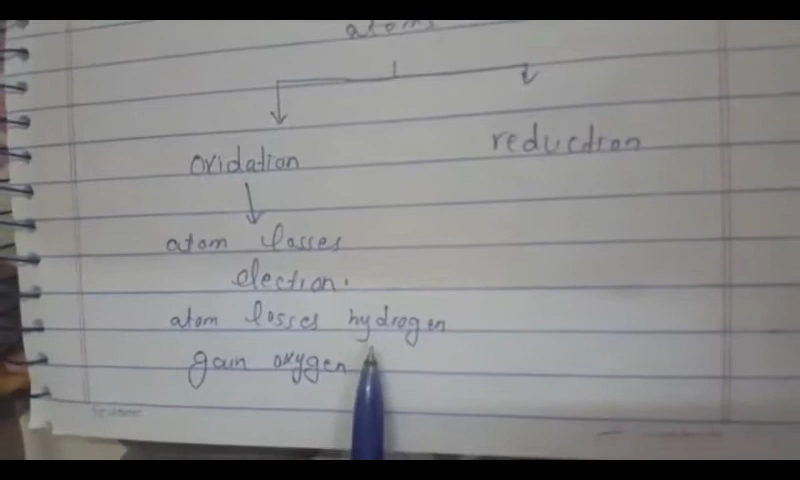 atoms
oxidation
reduction
atom losses
electron.
atom losses hydrogen
gain oxygen